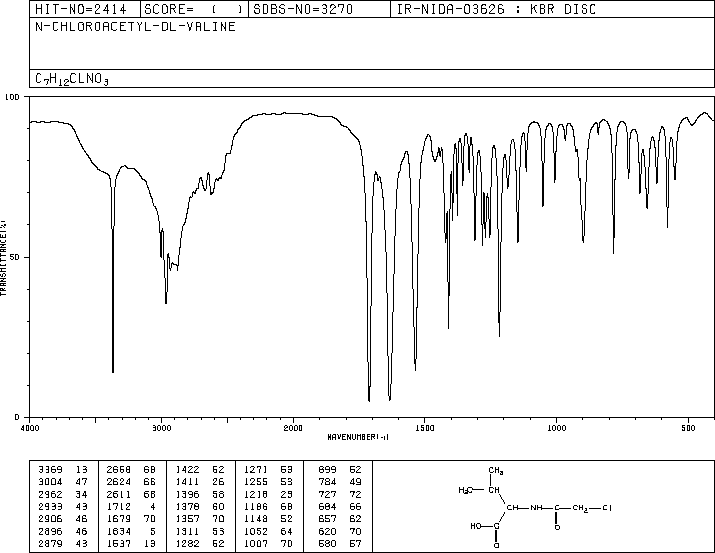 HIT-NO=2414 SCORE= ( ) SDBS-NO=3270 IR-NIDA-03626 : KBR DISC
N-CHLOROACETYL-DL-VALINE
C7H12CLNO3
100
50
0
TRANSMITTANCE(%)
4000 3000 2000 1500 1000 500
WAVENUMBER(-1)
3369 13 2668 68 1422 52 1271 53 899 52
3004 47 2624 66 1411 26 1255 53 784 49
2962 34 2611 66 1396 58 1218 23 727 72
2933 43 1712 4 1378 60 1186 68 684 66
2906 46 1679 70 1357 70 1148 52 657 62
2896 46 1634 5 1311 53 1052 64 620 70
2879 43 1537 13 1282 52 1007 70 580 57
CH3
H3C CH
CH NH C CH2 Cl
HO C O
O